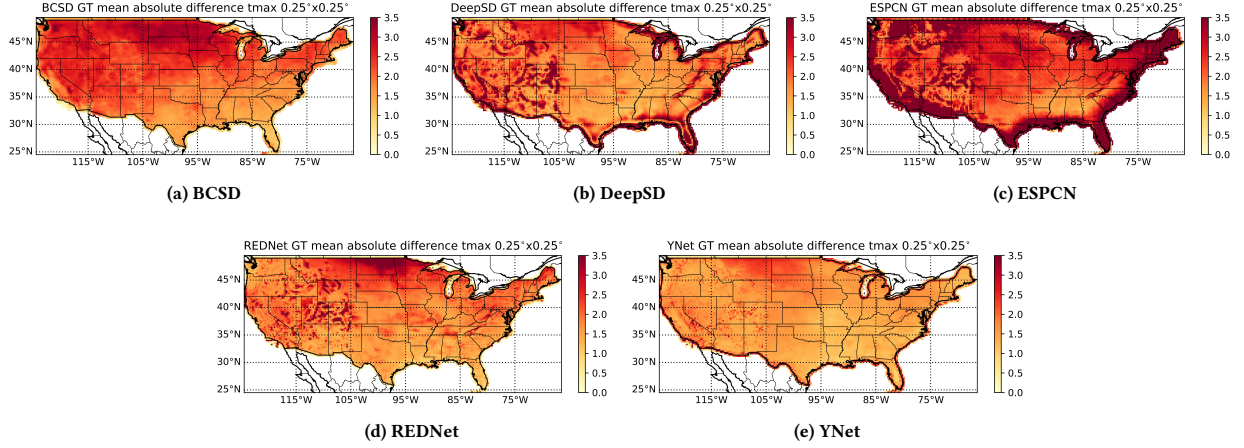 BCSD GT mean absolute difference tmax 0.25°x0.25°
45°N
40°N
35°N
30°N
25°N
115°W 105°W 95°W 85°W 75°W
3.5
3.0
2.5
2.0
1.5
1.0
0.5
0.0
(a) BCSD
DeepSD GT mean absolute difference tmax 0.25°x0.25°
45°N
40°N
35°N
30°N
25°N
115°W 105°W 95°W 85°W 75°W
3.5
3.0
2.5
2.0
1.5
1.0
0.5
0.0
(b) DeepSD
ESPCN GT mean absolute difference tmax 0.25°x0.25°
45°N
40°N
35°N
30°N
25°N
115°W 105°W 95°W 85°W 75°W
3.5
3.0
2.5
2.0
1.5
1.0
0.5
0.0
(c) ESPCN
REDNet GT mean absolute difference tmax 0.25°x0.25°
45°N
40°N
35°N
30°N
25°N
115°W 105°W 95°W 85°W 75°W
3.5
3.0
2.5
2.0
1.5
1.0
0.5
0.0
(d) REDNet
YNet GT mean absolute difference tmax 0.25°x0.25°
45°N
40°N
35°N
30°N
25°N
115°W 105°W 95°W 85°W 75°W
3.5
3.0
2.5
2.0
1.5
1.0
0.5
0.0
(e) YNet